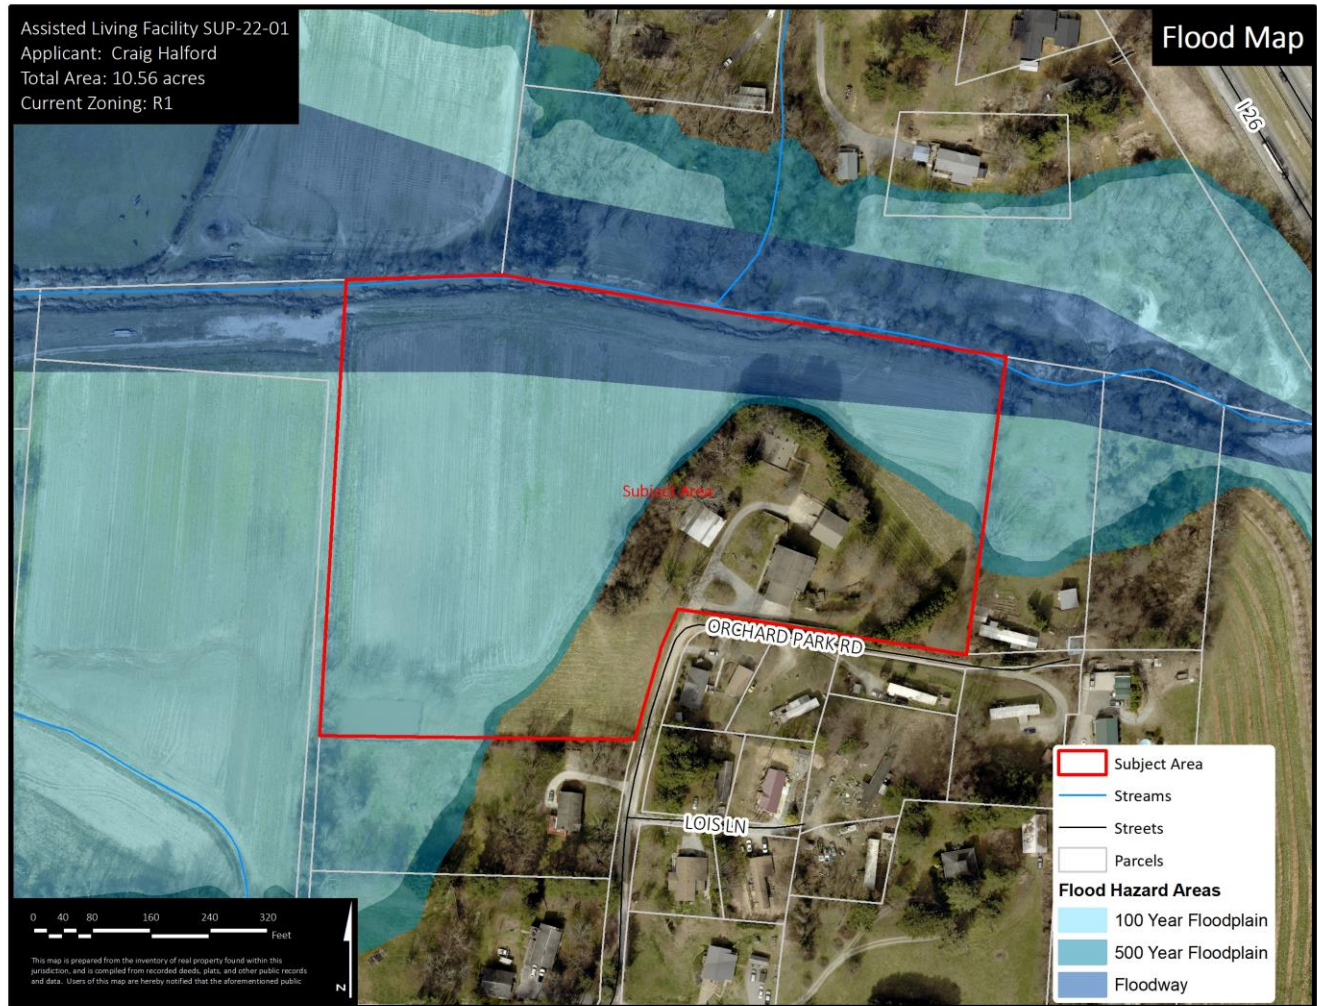 Assisted Living Facility SUP-22-01
Applicant: Craig Halford
Total Area: 10.56 acres
Current Zoning: R1
Flood Map
I26
Subject Area
ORCHARD PARK RD
LOIS LN
Subject Area
Streams
Streets
Parcels
Flood Hazard Areas
100 Year Floodplain
500 Year Floodplain
Floodway
0 40 80 160 240 320
Feet
This map is prepared from the inventory of real property found within this
jurisdiction, and is compiled from recorded deeds, plats, and other public records
and data. Users of this map are hereby notified that the aforementioned public
N